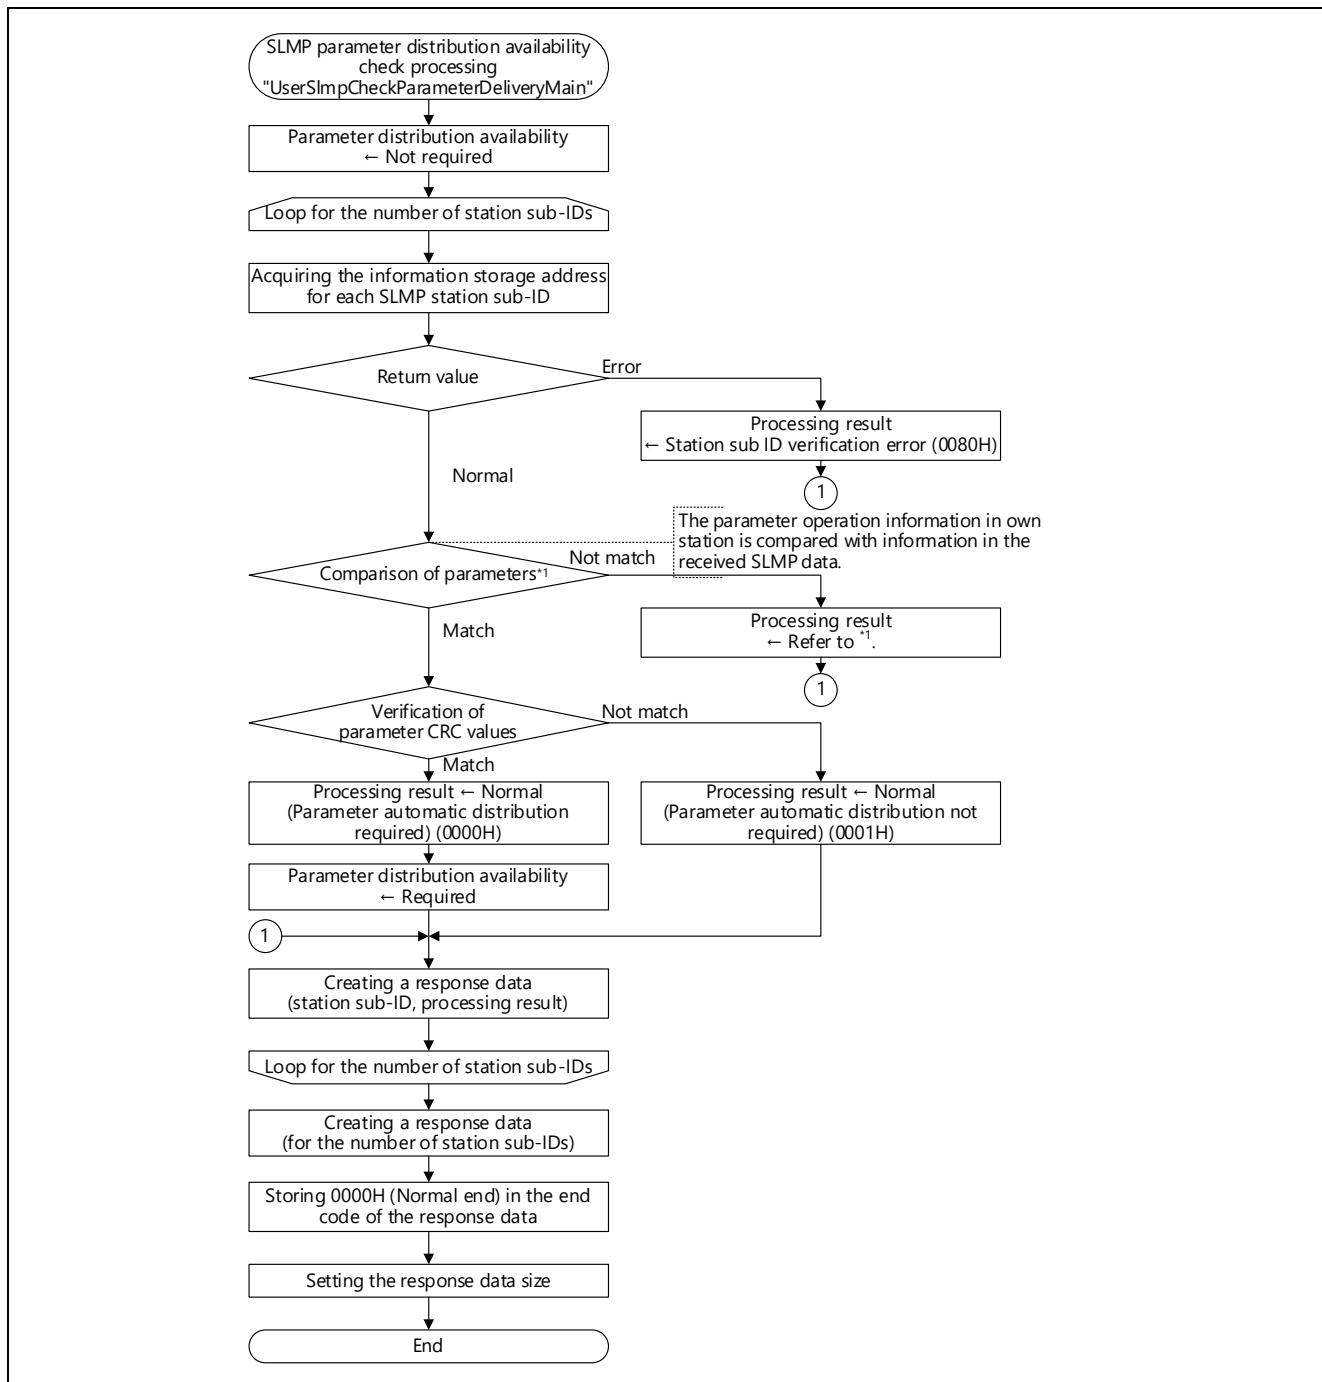 SLMP parameter distribution availability
check processing
"UserSlmpCheckParameterDeliveryMain"
Parameter distribution availability
← Not required
Loop for the number of station sub-IDs
Acquiring the information storage address
for each SLMP station sub-ID
Return value
Error
Processing result
← Station sub ID verification error (0080H)
1
Normal
The parameter operation information in own
station is compared with information in the
received SLMP data.
Comparison of parameters*1
Not match
Processing result
← Refer to *1.
1
Match
Verification of
parameter CRC values
Not match
Match
Processing result ← Normal
(Parameter automatic distribution
required) (0000H)
Processing result ← Normal
(Parameter automatic distribution not
required) (0001H)
Parameter distribution availability
← Required
1
Creating a response data
(station sub-ID, processing result)
Loop for the number of station sub-IDs
Creating a response data
(for the number of station sub-IDs)
Storing 0000H (Normal end) in the end
code of the response data
Setting the response data size
End